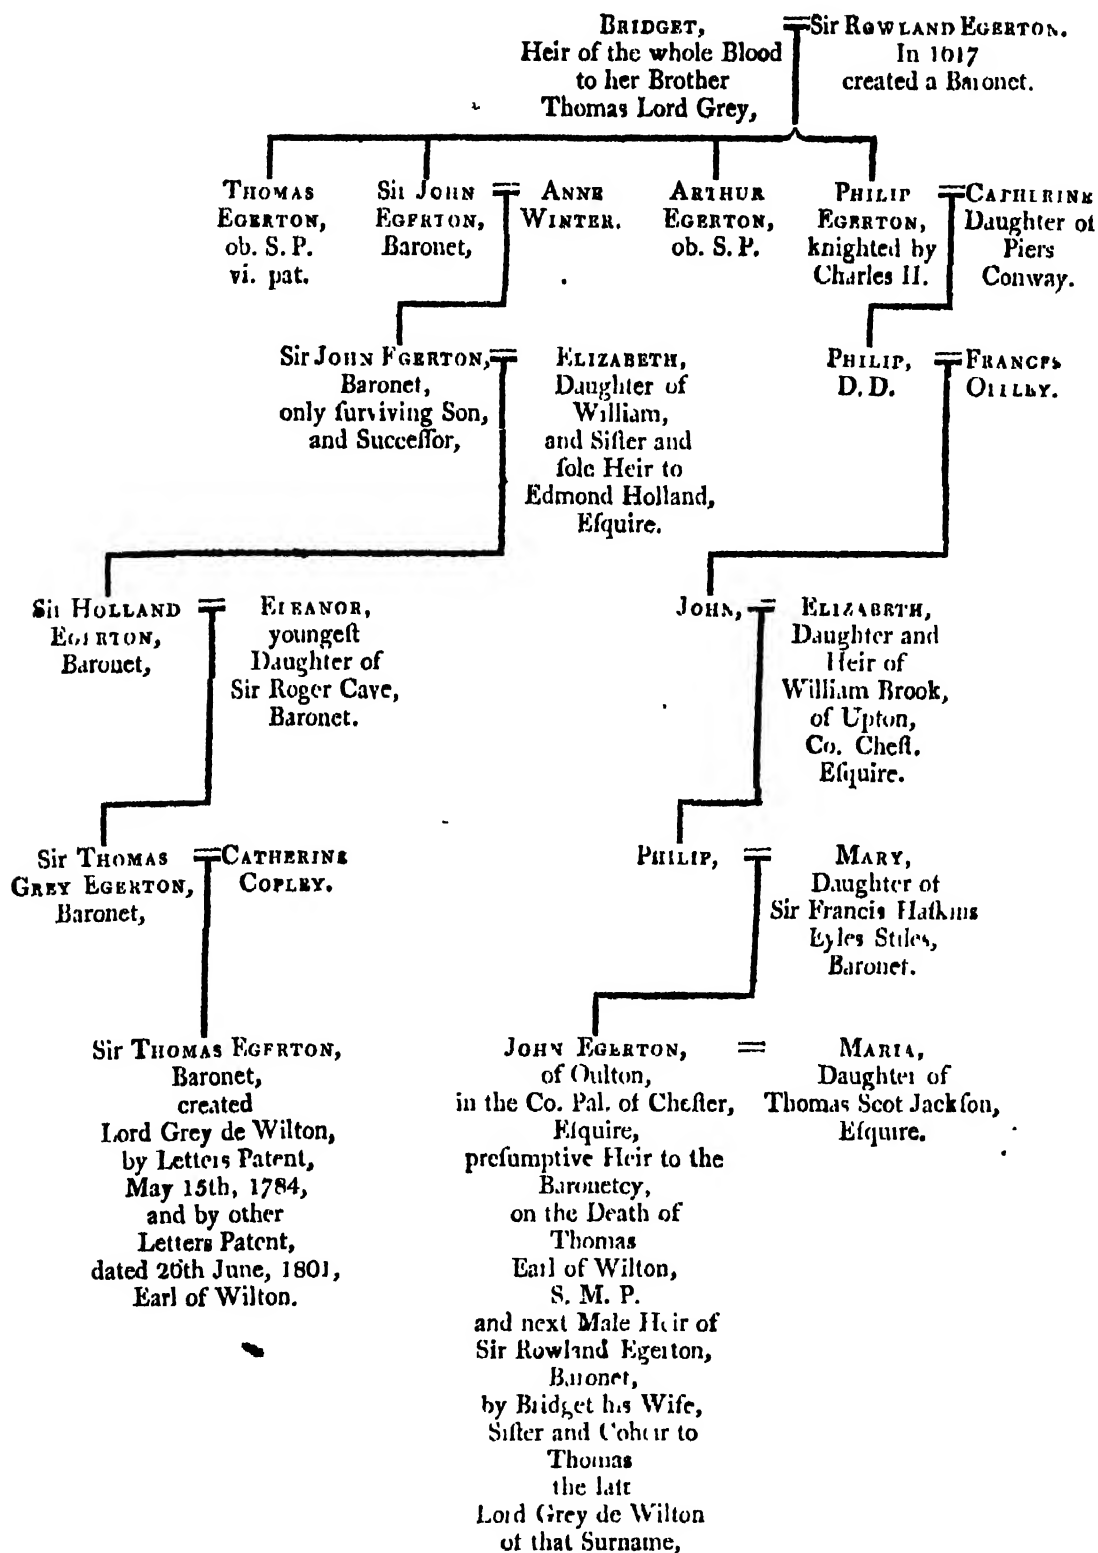 BRIDGET,
Heir of the whole Blood
to her Brother
Thomas Lord Grey,
=Sir ROWLAND EGERTON.
In 1617
created a Baronet.
THOMAS
EGERTON,
ob. S. P.
vi. pat.
Sir JOHN
EGERTON,
Baronet,
= ANNE
WINTER.
ARTHUR
EGERTON,
ob. S. P.
PHILIP
EGERTON,
knighted by
Charles II.
=CATHERINE
Daughter of
Piers
Conway.
Sir JOHN EGERTON,
Baronet,
only ſurviving Son,
and Succeſſor,
= ELIZABETH,
Daughter of
William,
and Siſter and
ſole Heir to
Edmond Holland,
Eſquire.
PHILIP,
D. D.
=FRANCES
OFFLEY.
Sir HOLLAND
EGERTON,
Baronet,
= ELEANOR,
youngeſt
Daughter of
Sir Roger Cave,
Baronet.
JOHN,
= ELIZABETH,
Daughter and
Heir of
William Brook,
of Upton,
Co. Cheſt.
Eſquire.
Sir THOMAS
GREY EGERTON,
Baronet,
=CATHERINE
COPLEY.
PHILIP,
= MARY,
Daughter of
Sir Francis Haſkins
Eyles Stiles,
Baronet.
Sir THOMAS EGERTON,
Baronet,
created
Lord Grey de Wilton,
by Letters Patent,
May 15th, 1784,
and by other
Letters Patent,
dated 26th June, 1801,
Earl of Wilton.
JOHN EGERTON,
of Oulton,
in the Co. Pal. of Cheſter,
Eſquire,
preſumptive Heir to the
Baronetcy,
on the Death of
Thomas
Earl of Wilton,
S. M. P.
and next Male Heir of
Sir Rowland Egerton,
Baronet,
by Bridget his Wife,
Siſter and Coheir to
Thomas
the late
Lord Grey de Wilton
of that Surname,
= MARIA,
Daughter of
Thomas Scot Jackſon,
Eſquire.